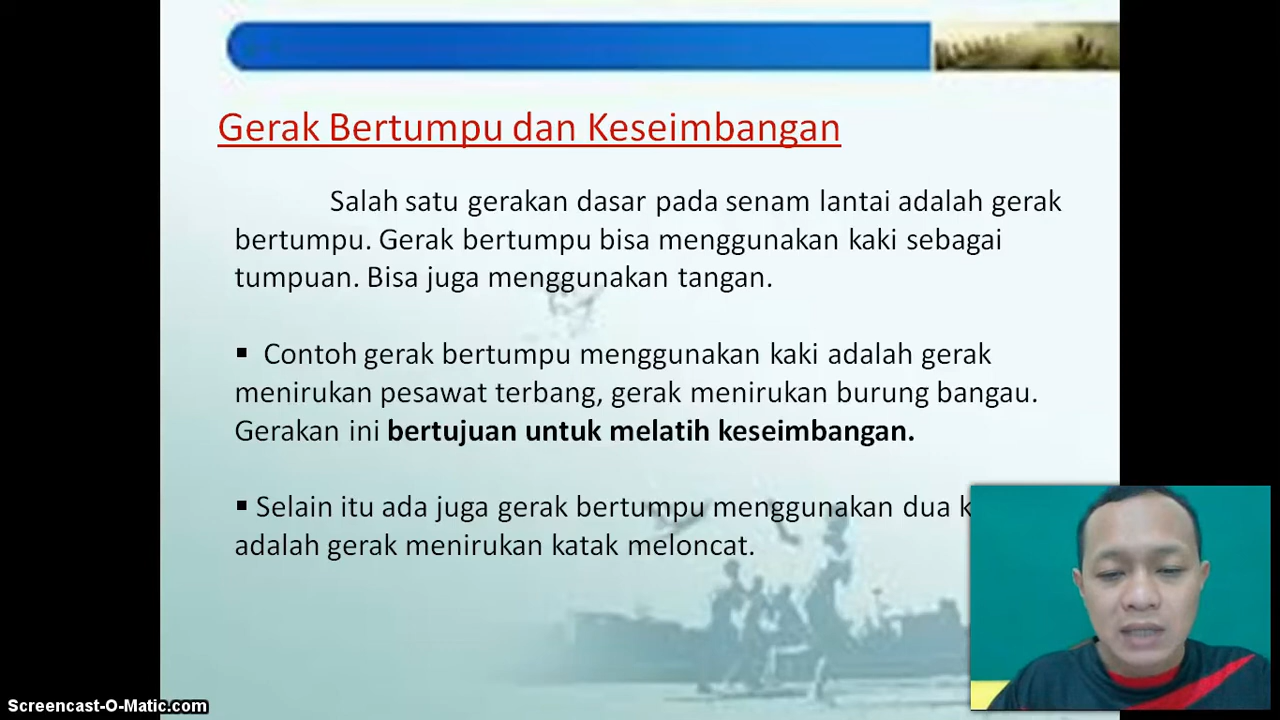 Gerak Bertumpu dan Keseimbangan
Salah satu gerakan dasar pada senam lantai adalah gerak
bertumpu. Gerak bertumpu bisa menggunakan kaki sebagai
tumpuan. Bisa juga menggunakan tangan.
▪ Contoh gerak bertumpu menggunakan kaki adalah gerak
menirukan pesawat terbang, gerak menirukan burung bangau.
Gerakan ini bertujuan untuk melatih keseimbangan.
▪ Selain itu ada juga gerak bertumpu menggunakan dua
adalah gerak menirukan katak meloncat.
Screencast-O-Matic.com